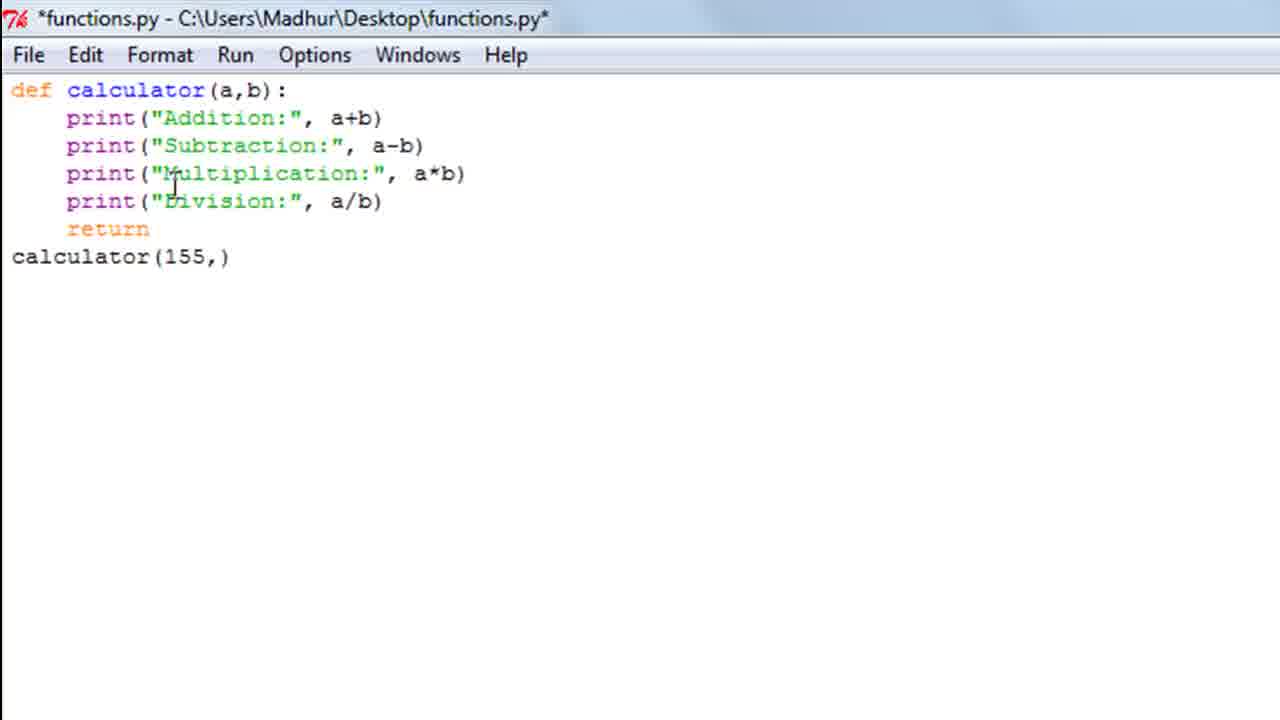 *functions.py - C:\Users\Madhur\Desktop\functions.py*
File Edit Format Run Options Windows Help
def calculator(a,b):
    print("Addition:", a+b)
    print("Subtraction:", a-b)
    print("Multiplication:", a*b)
    print("Division:", a/b)
    return
calculator(155,)